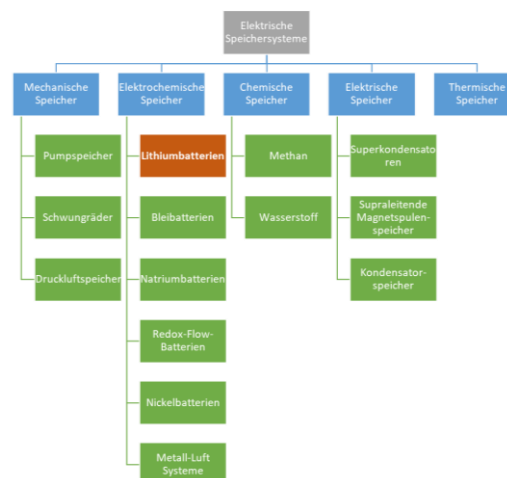 Elektrische
Speichersysteme
Mechanische
Speicher
Elektrochemische
Speicher
Chemische
Speicher
Elektrische
Speicher
Thermische
Speicher
Pumpspeicher
Schwungräder
Druckluftspeicher
Lithiumbatterien
Bleibatterien
Natriumbatterien
Redox-Flow-
Batterien
Nickelbatterien
Metall-Luft
Systeme
Methan
Wasserstoff
Superkondensato
ren
Supraleitende
Magnetspulen-
speicher
Kondensator-
speicher